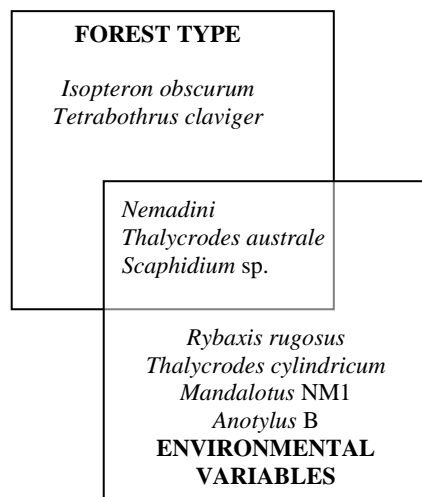 FOREST TYPE
Isopteron obscurum
Tetrabothrus claviger
Nemadini
Thalycrodes australe
Scaphidium sp.
Rybaxis rugosus
Thalycrodes cylindricum
Mandalotus NM1
Anotylus B
ENVIRONMENTAL
VARIABLES